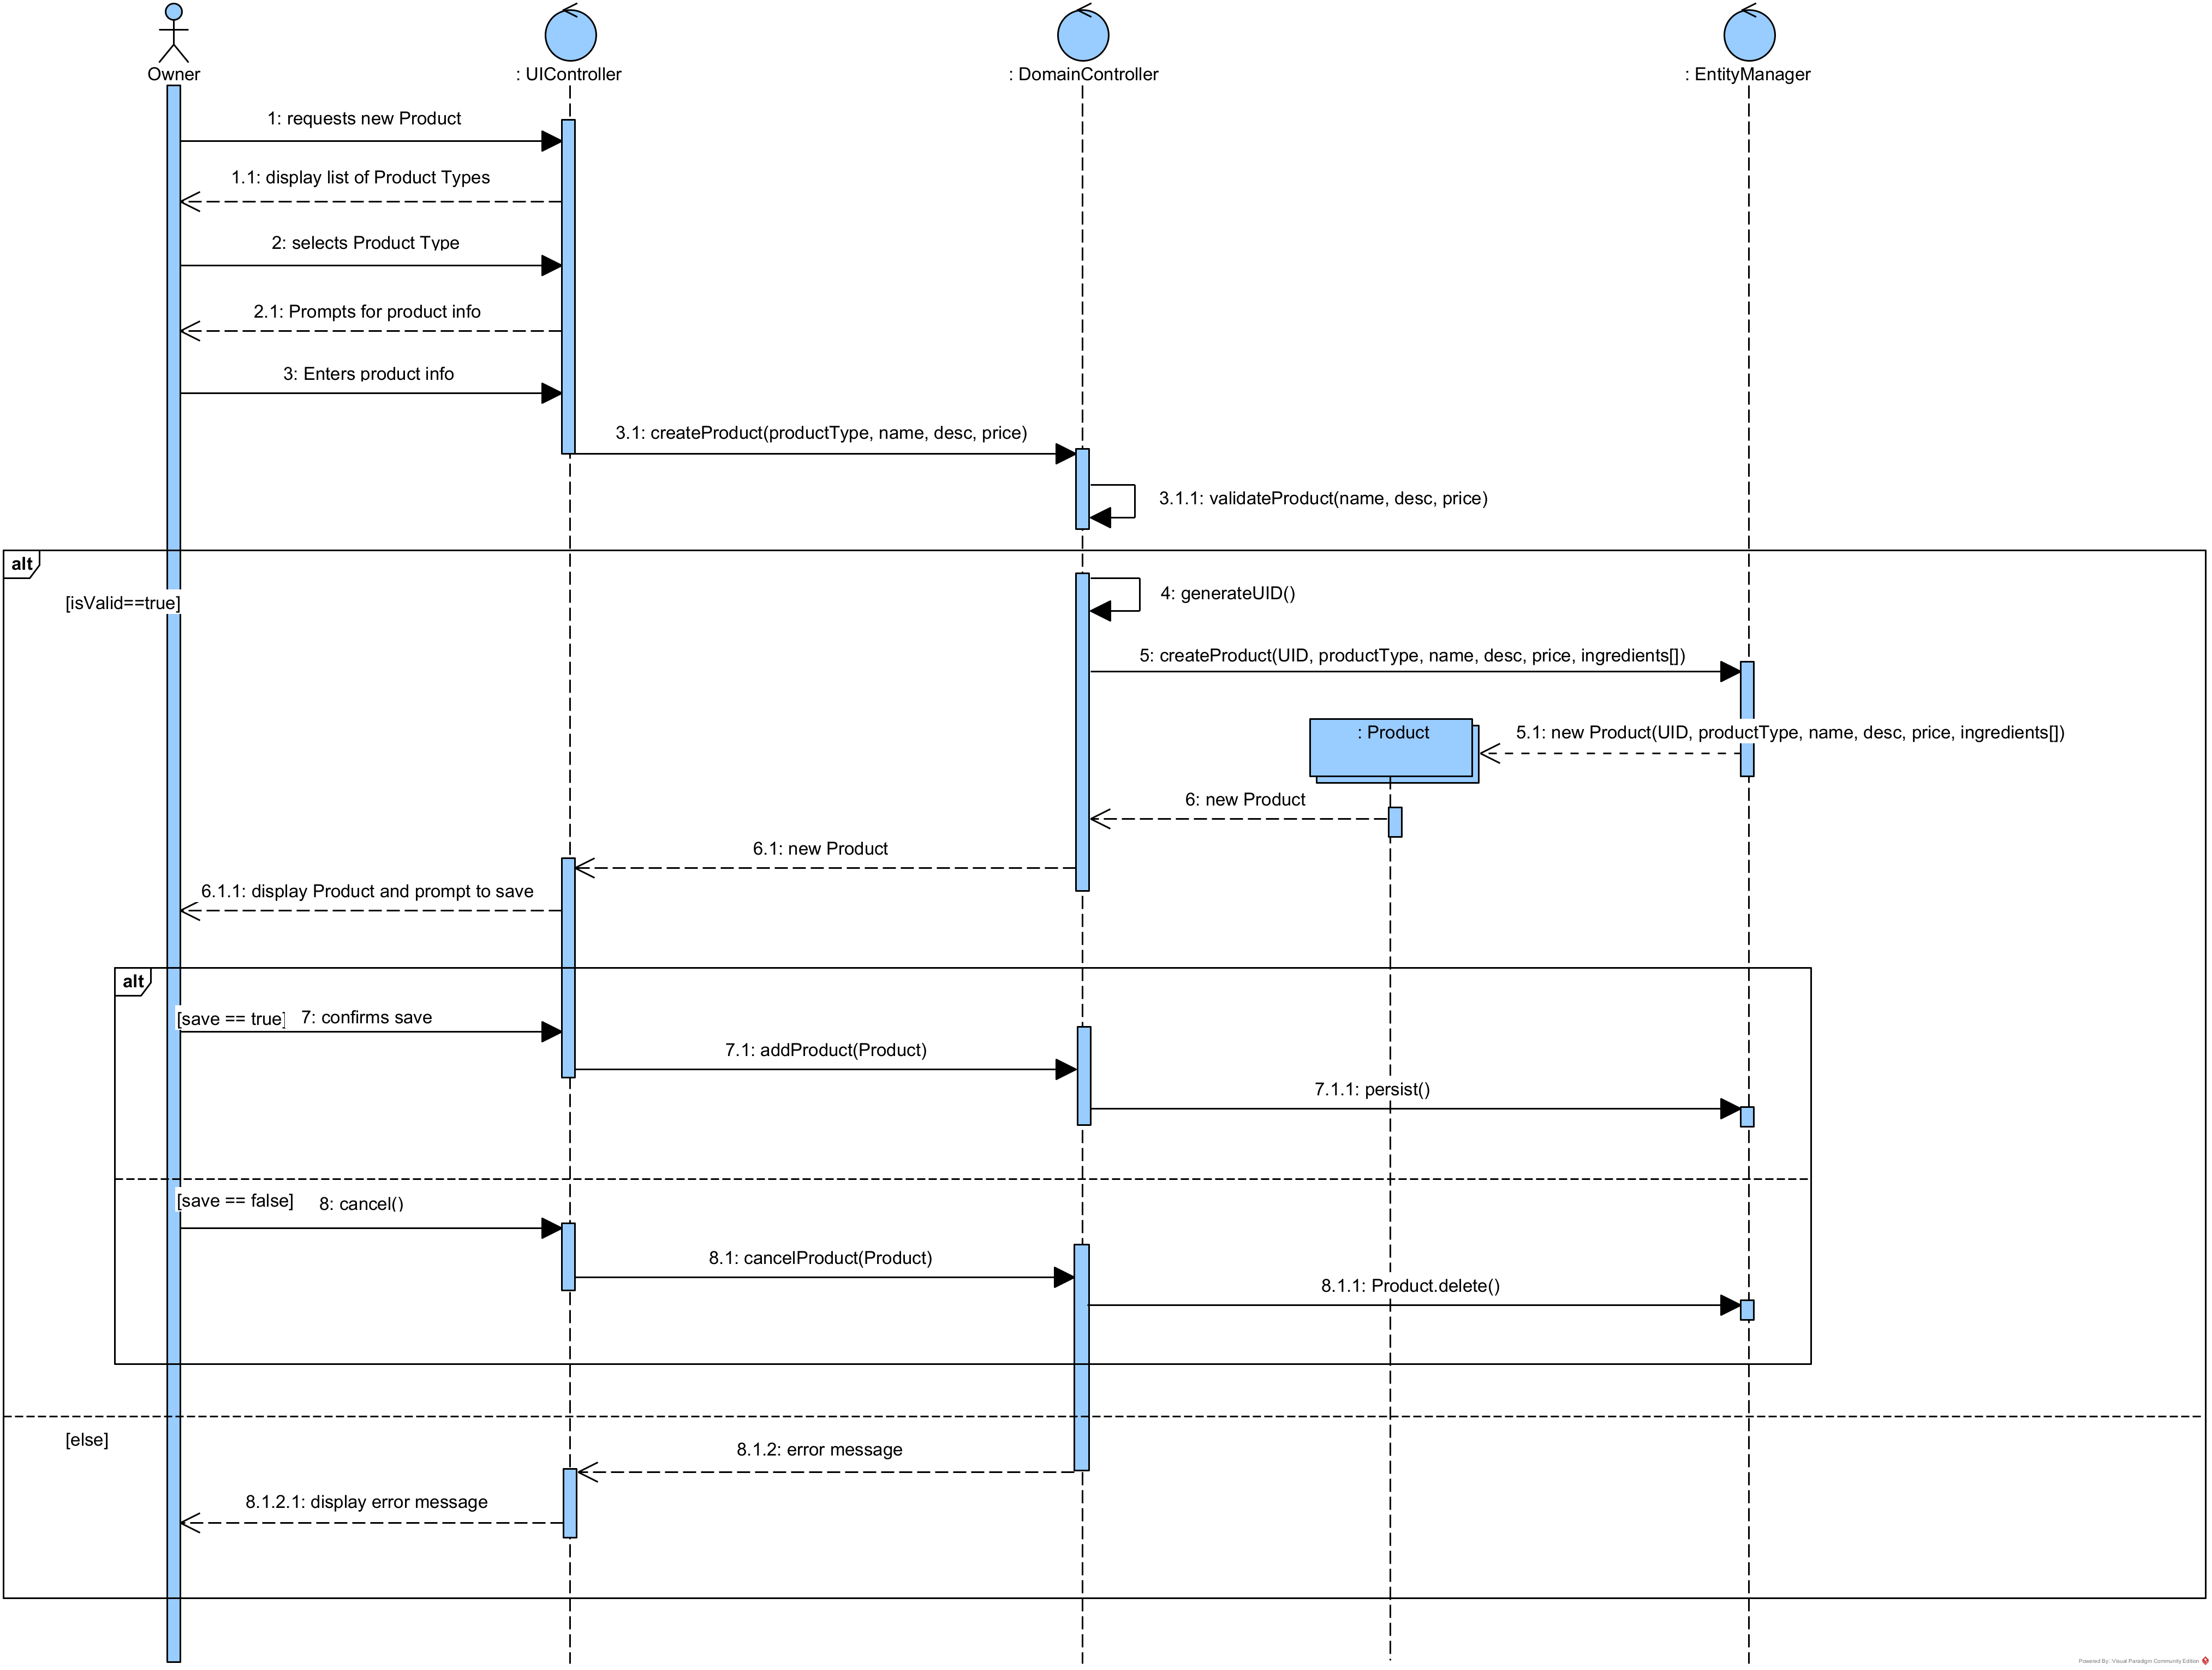 Owner
: UIController
: DomainController
: EntityManager
1: requests new Product
1.1: display list of Product Types
2: selects Product Type
2.1: Prompts for product info
3: Enters product info
3.1: createProduct(productType, name, desc, price)
3.1.1: validateProduct(name, desc, price)
alt
[isValid==true]
4: generateUID()
5: createProduct(UID, productType, name, desc, price, ingredients[])
: Product
5.1: new Product(UID, productType, name, desc, price, ingredients[])
6: new Product
6.1: new Product
6.1.1: display Product and prompt to save
alt
[save == true]
7: confirms save
7.1: addProduct(Product)
7.1.1: persist()
[save == false]
8: cancel()
8.1: cancelProduct(Product)
8.1.1: Product.delete()
[else]
8.1.2: error message
8.1.2.1: display error message
Powered By: Visual Paradigm Community Edition